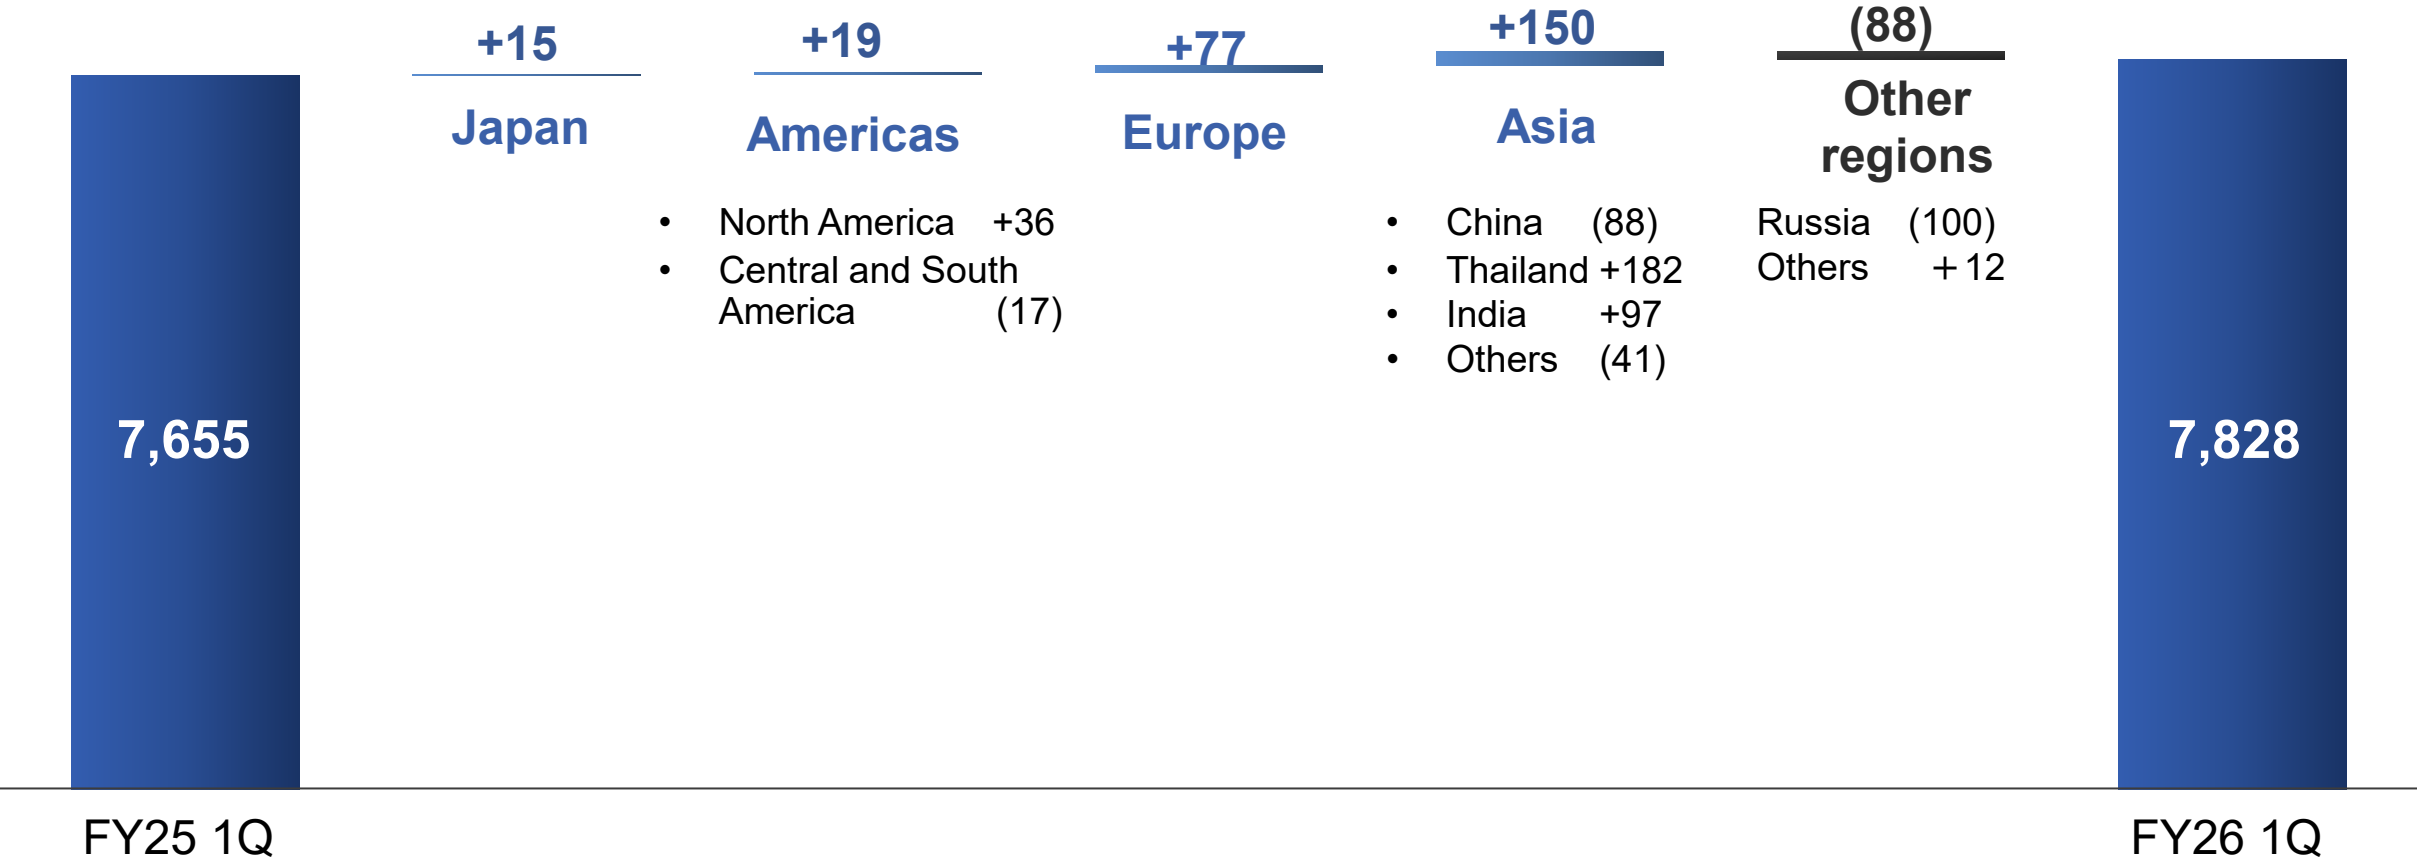 +15
+19
+77
+150
(88)
Japan
Americas
Europe
Asia
Other
regions
• North America +36
• Central and South
America (17)
• China (88)
• Thailand +182
• India +97
• Others (41)
Russia (100)
Others ＋12
7,655
7,828
FY25 1Q
FY26 1Q